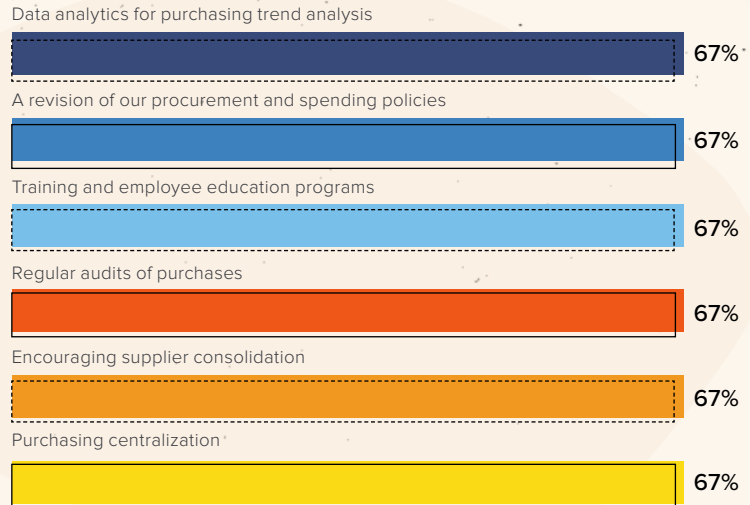 Data analytics for purchasing trend analysis
67%
A revision of our procurement and spending policies
67%
Training and employee education programs
67%
Regular audits of purchases
67%
Encouraging supplier consolidation
67%
Purchasing centralization
67%